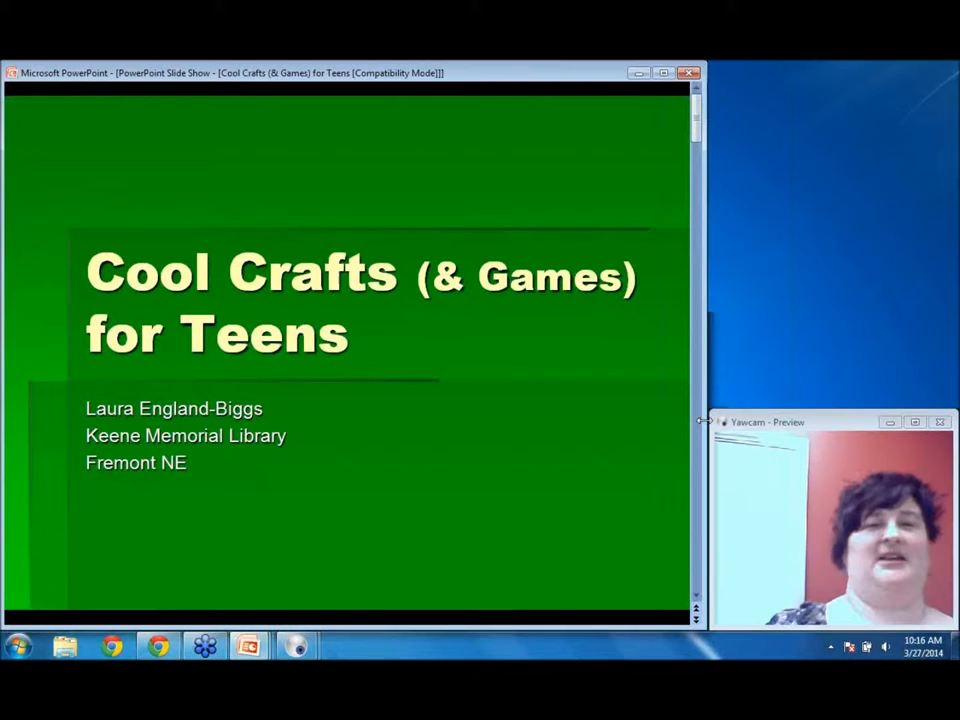 Microsoft PowerPoint - [PowerPoint Slide Show - [Cool Crafts (& Games) for Teens [Compatibility Mode]]]
Cool Crafts (& Games)
for Teens
Laura England-Biggs
Keene Memorial Library
Fremont NE
Yawcam - Preview
10:16 AM
3/27/2014